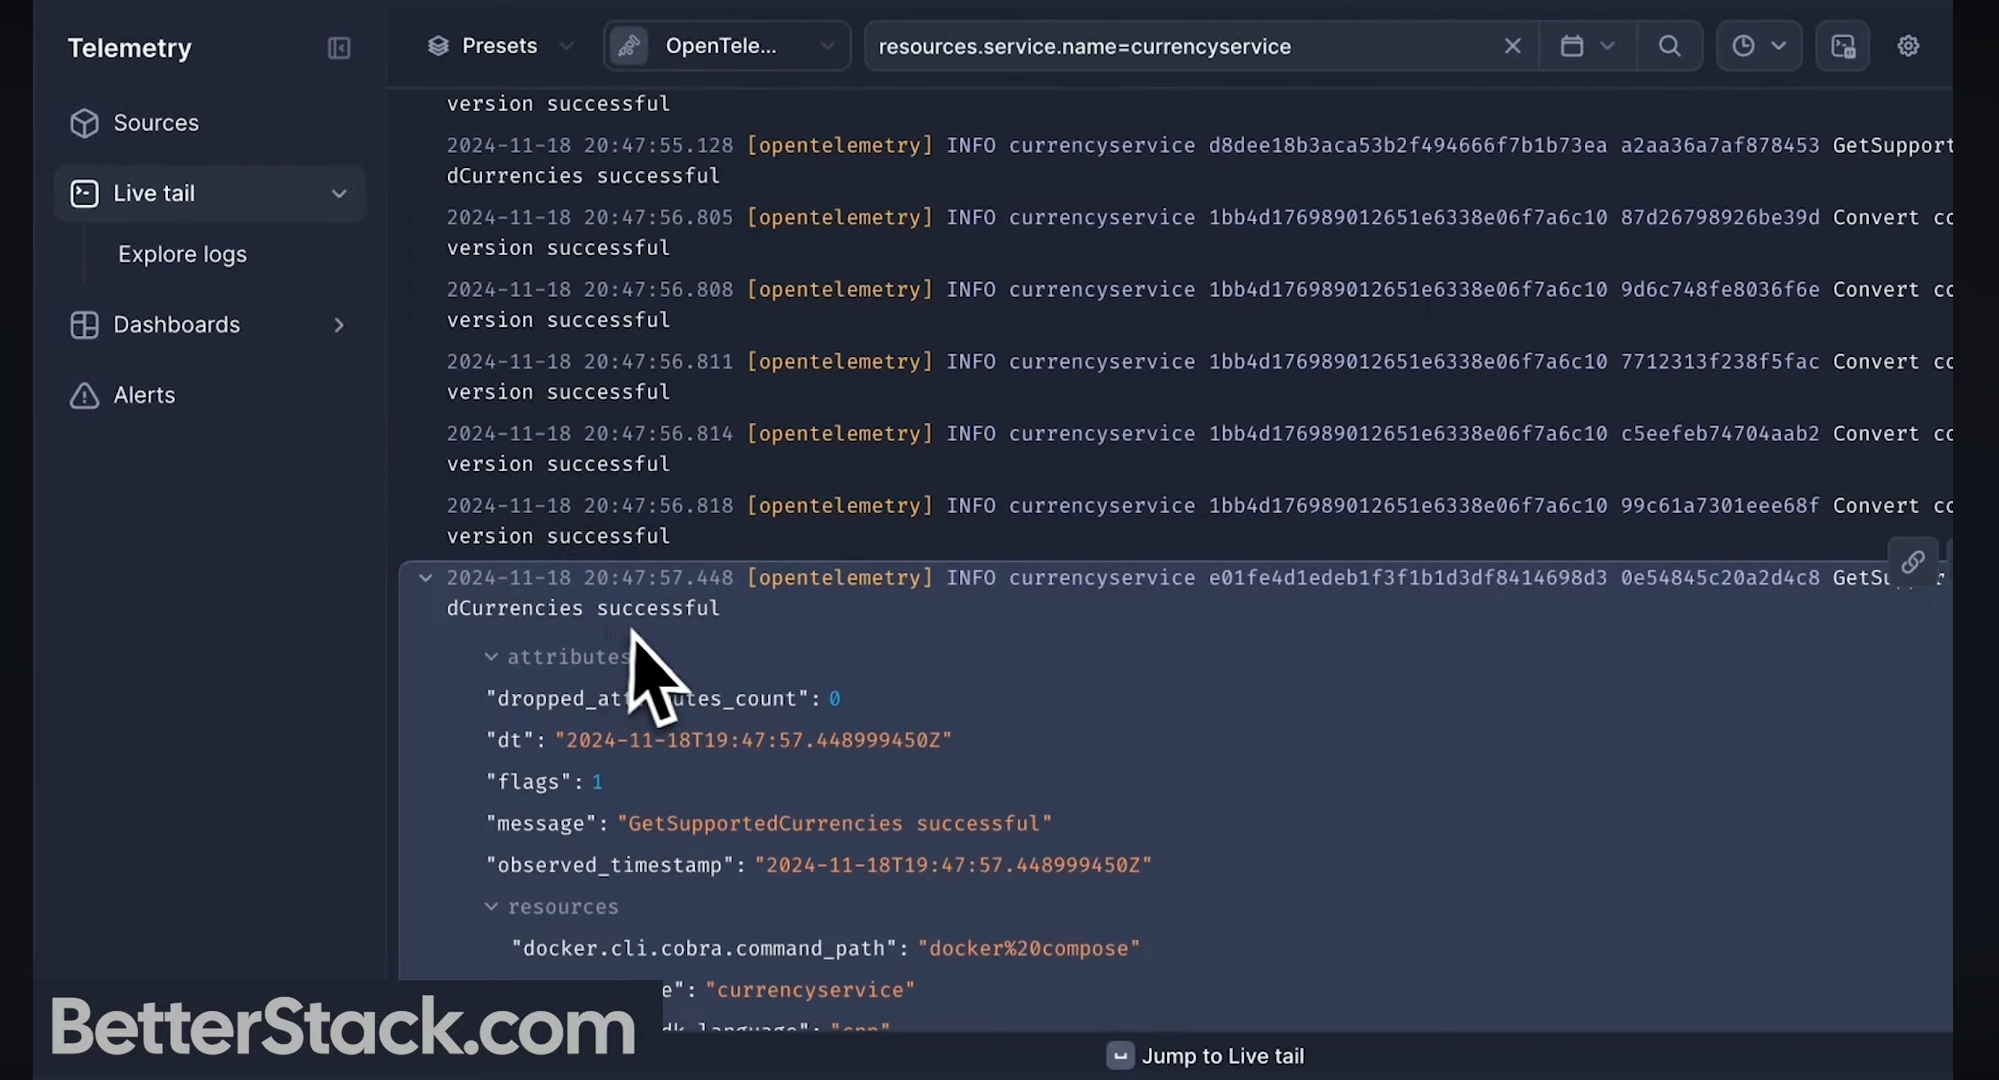 Telemetry
Sources
Live tail
Explore logs
Dashboards
Alerts
Presets
OpenTele...
resources.service.name=currencyservice
version successful
2024-11-18 20:47:55.128 [opentelemetry] INFO currencyservice d8dee18b3aca53b2f494666f7b1b73ea a2aa36a7af878453 GetSupport
dCurrencies successful
2024-11-18 20:47:56.805 [opentelemetry] INFO currencyservice 1bb4d176989012651e6338e06f7a6c10 87d26798926be39d Convert co
version successful
2024-11-18 20:47:56.808 [opentelemetry] INFO currencyservice 1bb4d176989012651e6338e06f7a6c10 9d6c748fe8036f6e Convert co
version successful
2024-11-18 20:47:56.811 [opentelemetry] INFO currencyservice 1bb4d176989012651e6338e06f7a6c10 7712313f238f5fac Convert co
version successful
2024-11-18 20:47:56.814 [opentelemetry] INFO currencyservice 1bb4d176989012651e6338e06f7a6c10 c5eefeb74704aab2 Convert co
version successful
2024-11-18 20:47:56.818 [opentelemetry] INFO currencyservice 1bb4d176989012651e6338e06f7a6c10 99c61a7301eee68f Convert co
version successful
2024-11-18 20:47:57.448 [opentelemetry] INFO currencyservice e01fe4d1edeb1f3f1b1d3df8414698d3 0e54845c20a2d4c8
dCurrencies successful
attributes
"dropped_attributes_count": 0
"dt": "2024-11-18T19:47:57.448999450Z"
"flags": 1
"message": "GetSupportedCurrencies successful"
"observed_timestamp": "2024-11-18T19:47:57.448999450Z"
resources
"docker.cli.cobra.command_path": "docker%20compose"
e": "currencyservice"
dk_language": "cpp"
BetterStack.com
Jump to Live tail